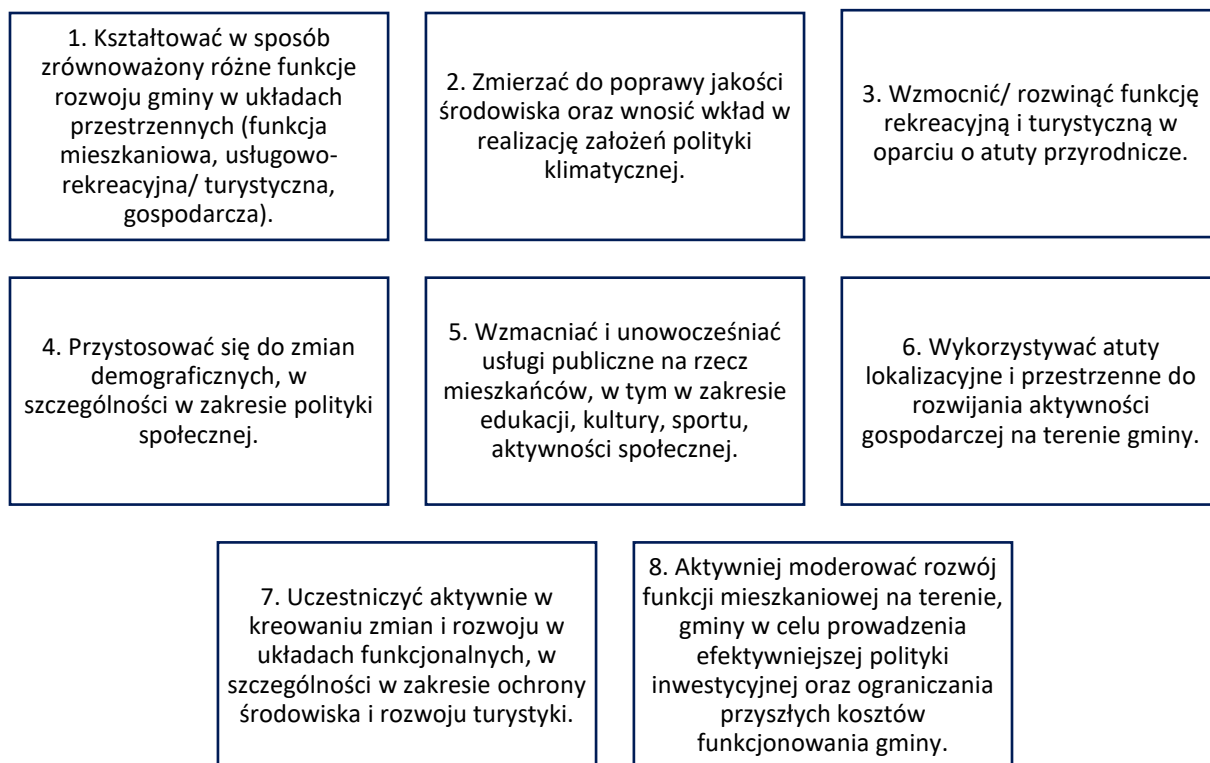 1. Kształtować w sposób
zrównoważony różne funkcje
rozwoju gminy w układach
przestrzennych (funkcja
mieszkaniowa, usługowo-
rekreacyjna/ turystyczna,
gospodarcza).
2. Zmierzać do poprawy jakości
środowiska oraz wnosić wkład w
realizację założeń polityki
klimatycznej.
3. Wzmocnić/ rozwinąć funkcję
rekreacyjną i turystyczną w
oparciu o atuty przyrodnicze.
4. Przystosować się do zmian
demograficznych, w
szczególności w zakresie polityki
społecznej.
5. Wzmacniać i unowocześniać
usługi publiczne na rzecz
mieszkańców, w tym w zakresie
edukacji, kultury, sportu,
aktywności społecznej.
6. Wykorzystywać atuty
lokalizacyjne i przestrzenne do
rozwijania aktywności
gospodarczej na terenie gminy.
7. Uczestniczyć aktywnie w
kreowaniu zmian i rozwoju w
układach funkcjonalnych, w
szczególności w zakresie ochrony
środowiska i rozwoju turystyki.
8. Aktywniej moderować rozwój
funkcji mieszkaniowej na terenie,
gminy w celu prowadzenia
efektywniejszej polityki
inwestycyjnej oraz ograniczania
przyszłych kosztów
funkcjonowania gminy.